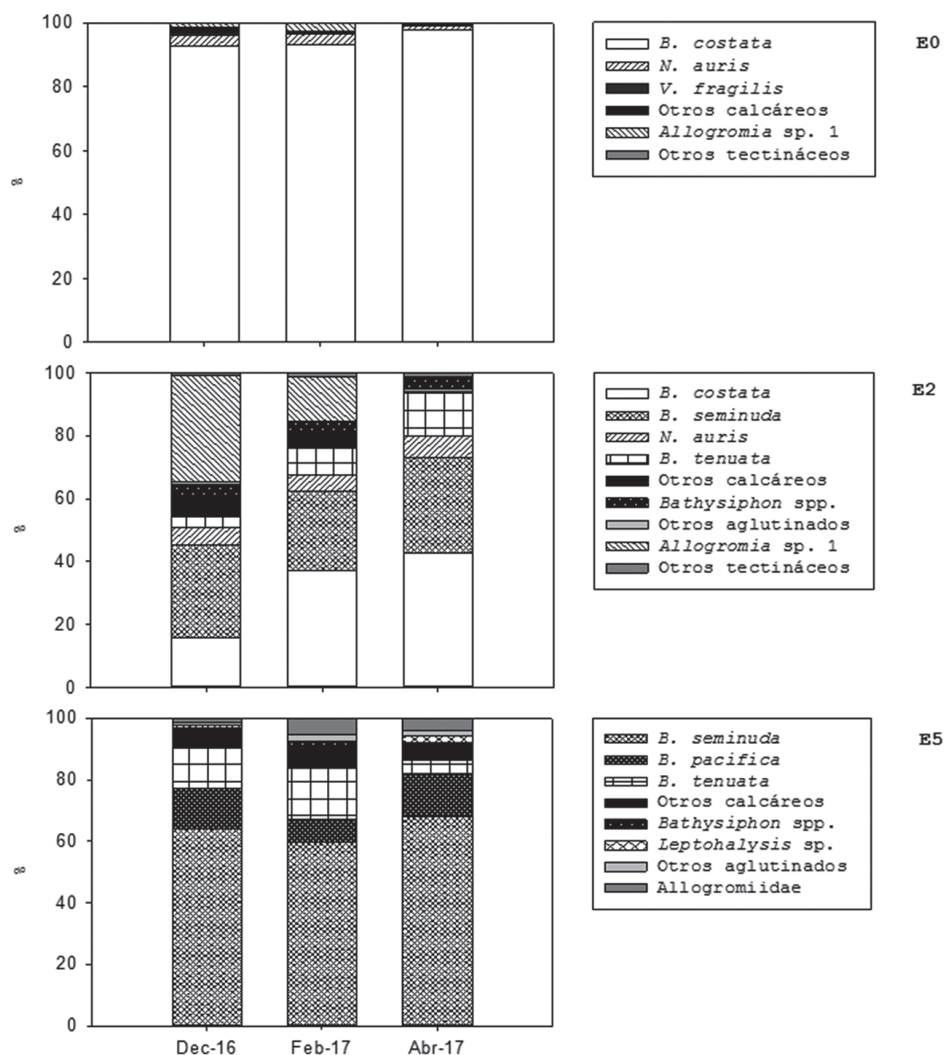 E0
100
80
60
40
20
0
%
B. costata
N. auris
V. fragilis
Otros calcáreos
Allogromia sp. 1
Otros tectináceos
E2
100
80
60
40
20
0
%
B. costata
B. seminuda
N. auris
B. tenuata
Otros calcáreos
Bathysiphon spp.
Otros aglutinados
Allogromia sp. 1
Otros tectináceos
E5
100
80
60
40
20
0
%
B. seminuda
B. pacifica
B. tenuata
Otros calcáreos
Bathysiphon spp.
Leptohalysis sp.
Otros aglutinados
Allogromiidae
Dec-16 Feb-17 Abr-17